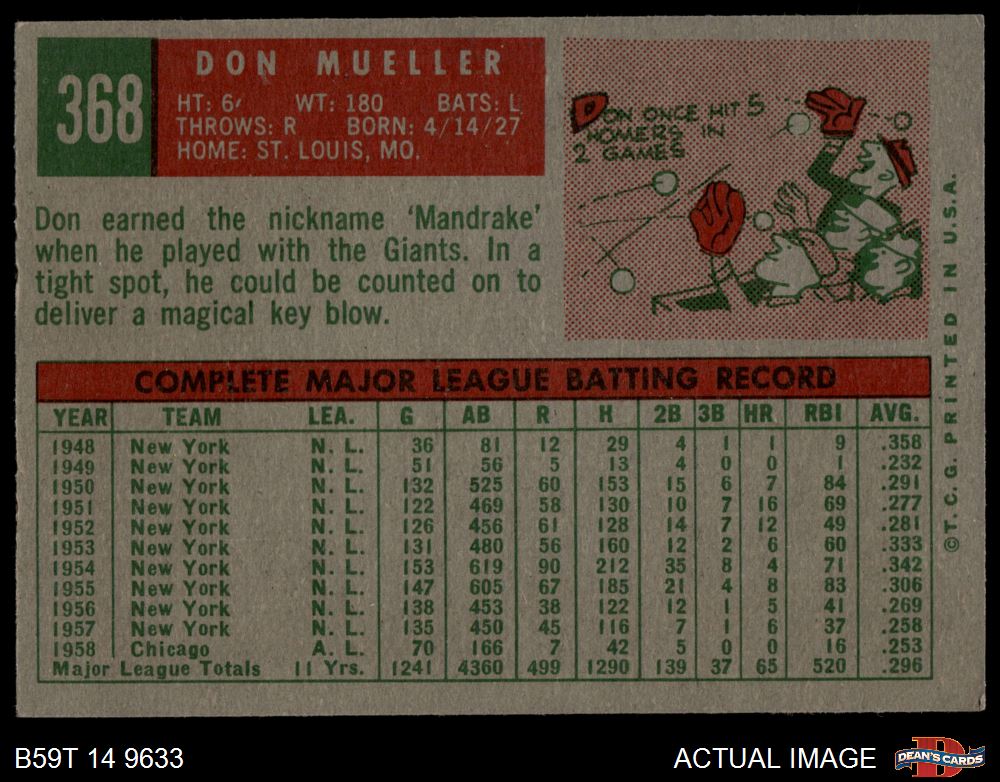 368
DON MUELLER
HT: 6' WT: 180 BATS: L
THROWS: R BORN: 4/14/27
HOME: ST. LOUIS, MO.
DON ONCE HIT 5
HOMERS IN
2 GAMES
Don earned the nickname 'Mandrake'
when he played with the Giants. In a
tight spot, he could be counted on to
deliver a magical key blow.
COMPLETE MAJOR LEAGUE BATTING RECORD
YEAR TEAM LEA. G AB R H 2B 3B HR RBI AVG.
1948 New York N. L. 36 81 12 29 4 1 1 9 .358
1949 New York N. L. 51 56 5 13 4 0 0 1 .232
1950 New York N. L. 132 525 60 153 15 6 7 84 .291
1951 New York N. L. 122 469 58 130 10 7 16 69 .277
1952 New York N. L. 126 456 61 128 14 7 12 49 .281
1953 New York N. L. 131 480 56 160 12 2 6 60 .333
1954 New York N. L. 153 619 90 212 35 8 4 71 .342
1955 New York N. L. 147 605 67 185 21 4 8 83 .306
1956 New York N. L. 138 453 38 122 12 1 5 41 .269
1957 New York N. L. 135 450 45 116 7 1 6 37 .258
1958 Chicago A. L. 70 166 7 42 5 0 0 16 .253
Major League Totals 11 Yrs. 1241 4360 499 1290 139 37 65 520 .296
©T. C. G. PRINTED IN U.S.A.
B59T 14 9633
ACTUAL IMAGE
D
DEAN'S CARDS